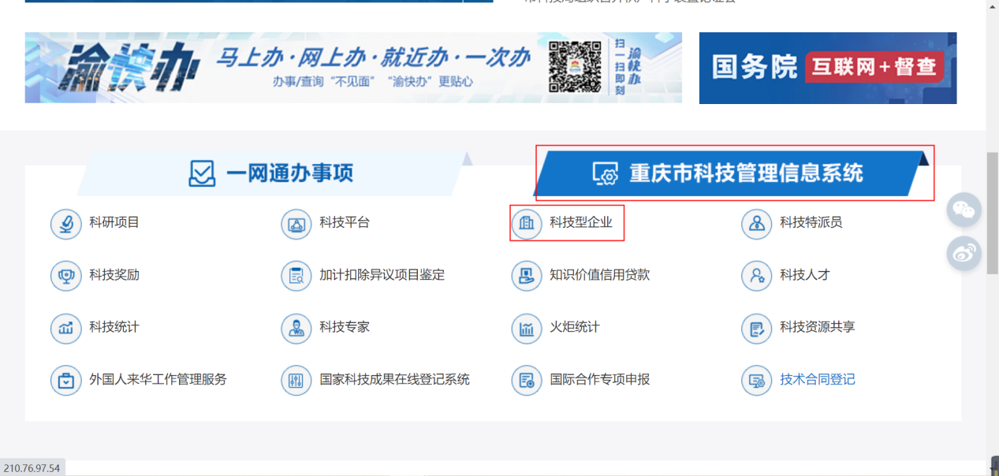 渝快办
马上办·网上办·就近办·一次办
办事/查询“不见面” “渝快办”更贴心
扫一扫即刻
渝快办
国务院 互联网+督查
一网通办事项
重庆市科技管理信息系统
科研项目
科技平台
科技型企业
科技特派员
科技奖励
加计扣除异议项目鉴定
知识价值信用贷款
科技人才
科技统计
科技专家
火炬统计
科技资源共享
外国人来华工作管理服务
国家科技成果在线登记系统
国际合作专项申报
技术合同登记
210.76.97.54